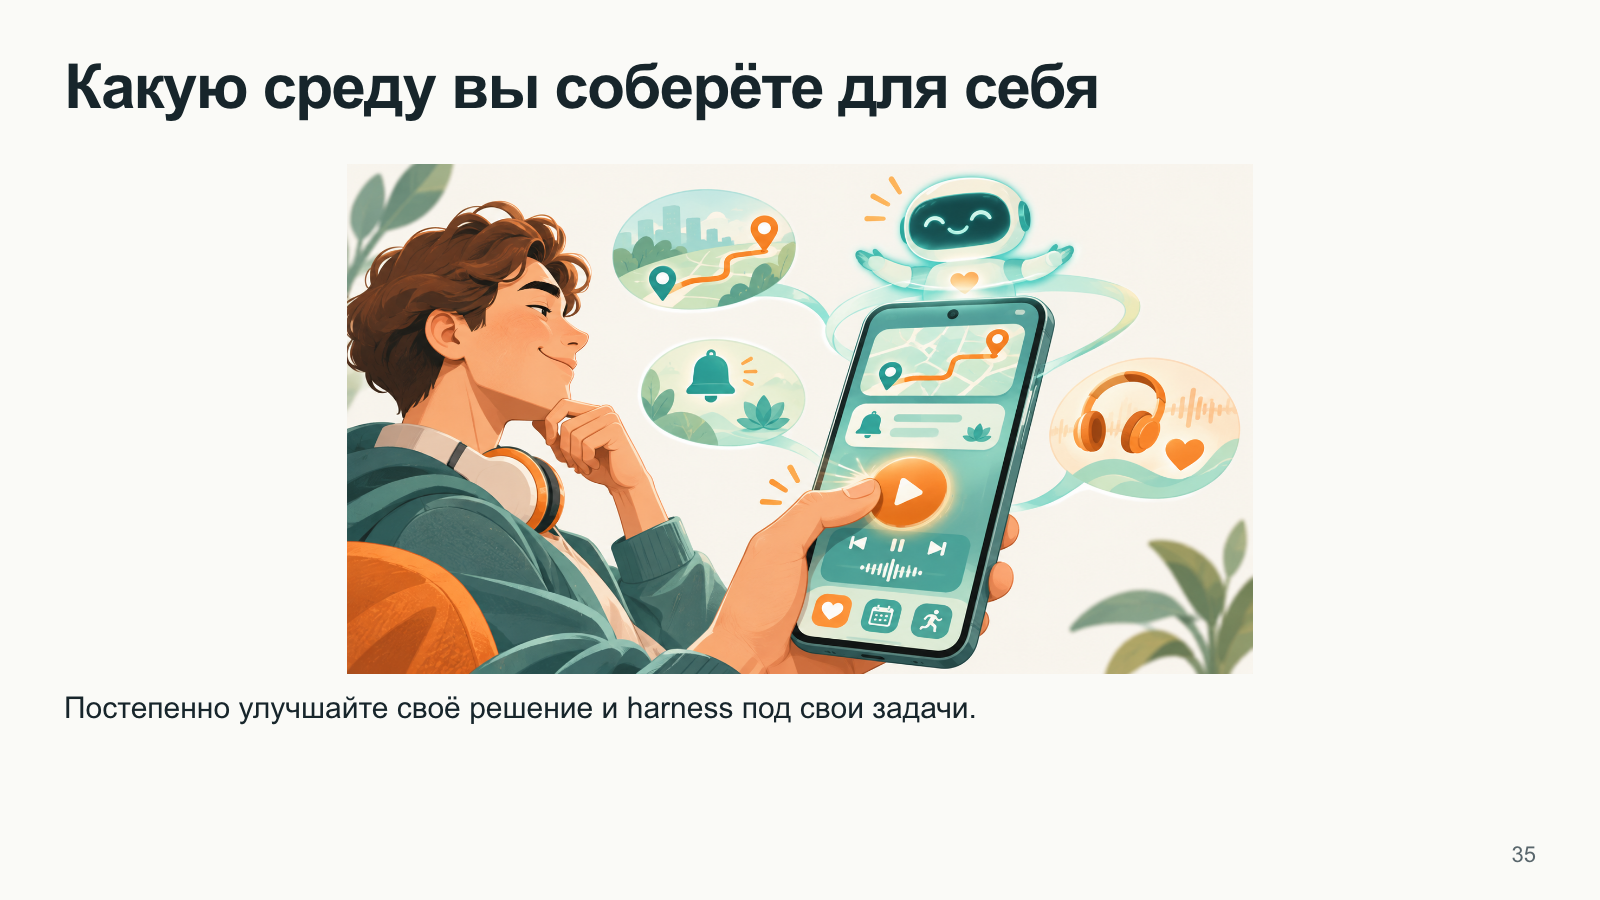 Какую среду вы соберёте для себя
Постепенно улучшайте своё решение и harness под свои задачи.
35